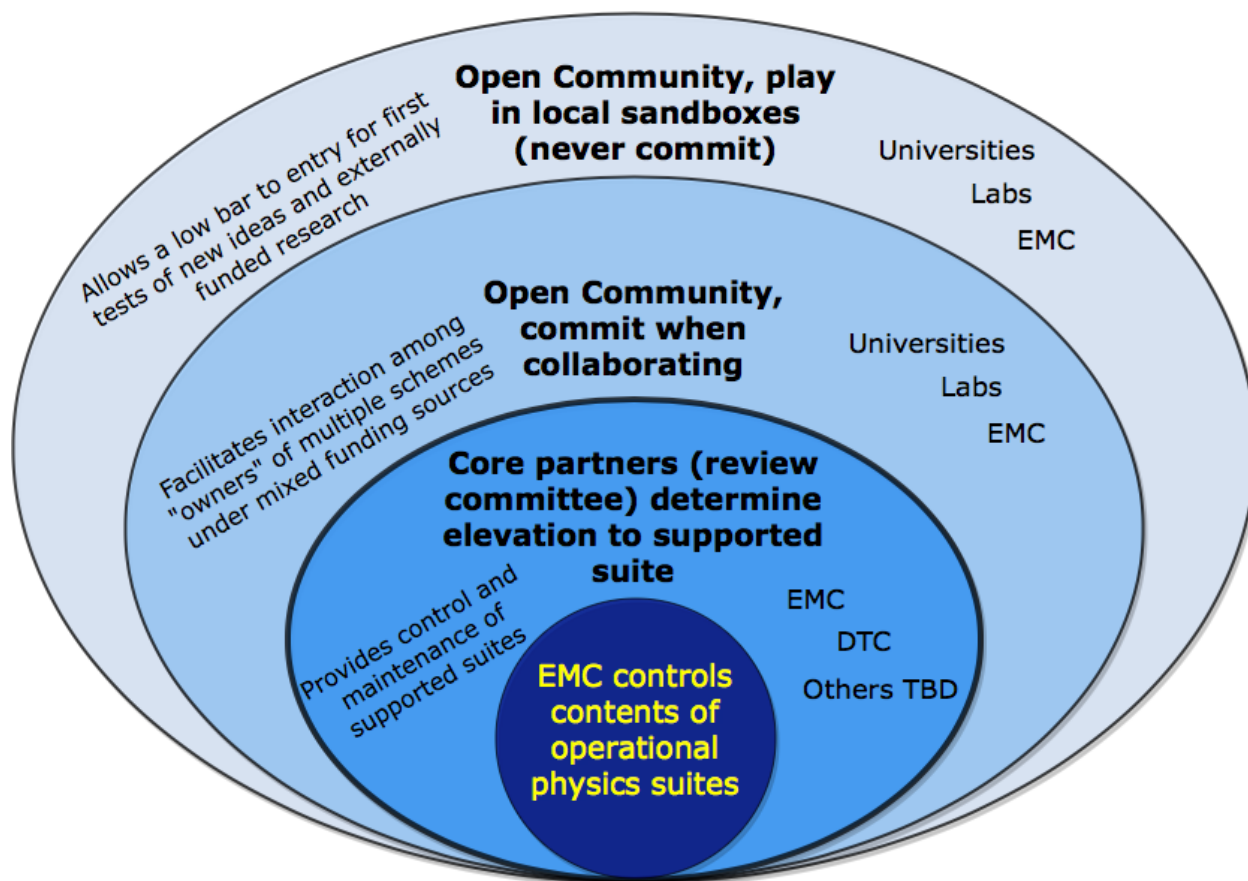 Open Community, play
in local sandboxes
(never commit)
Allows a low bar to entry for first
tests of new ideas and externally
funded research
Universities
Labs
EMC
Open Community,
commit when
collaborating
Facilitates interaction among
"owners" of multiple schemes
under mixed funding sources
Universities
Labs
EMC
Core partners (review
committee) determine
elevation to supported
suite
Provides control and
maintenance of
supported suites
EMC
DTC
Others TBD
EMC controls
contents of
operational
physics suites